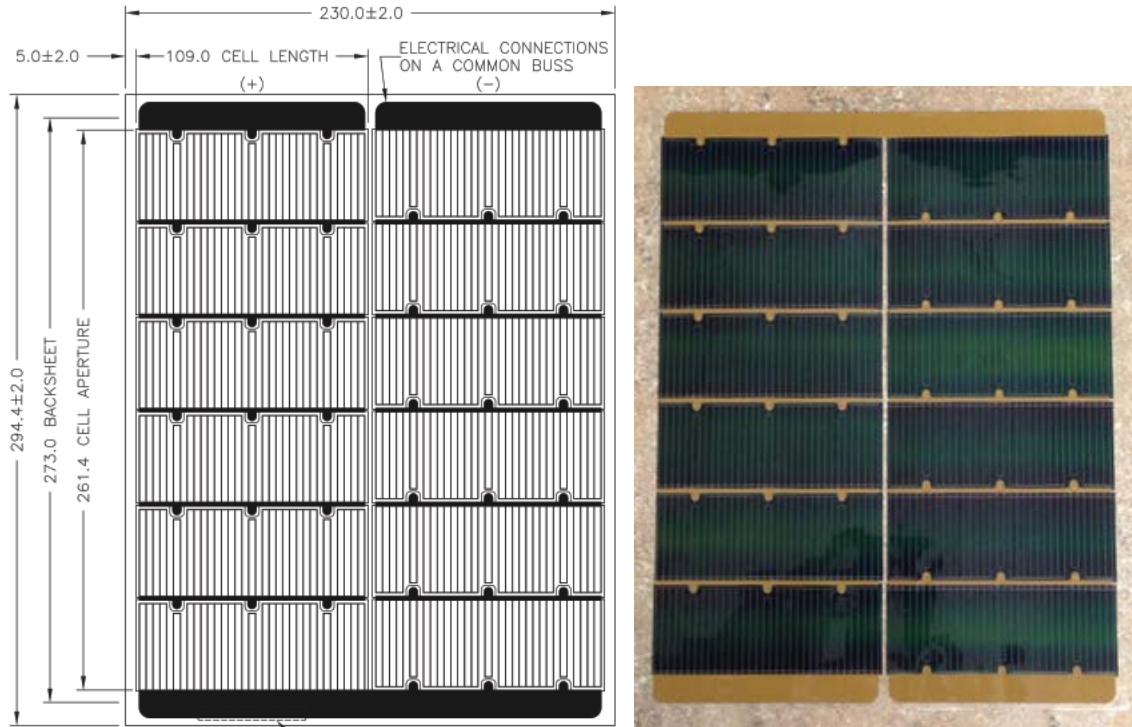 230.0±2.0
5.0±2.0
109.0 CELL LENGTH
ELECTRICAL CONNECTIONS
ON A COMMON BUSS
(+)
(-)
294.4±2.0
273.0 BACKSHEET
261.4 CELL APERTURE